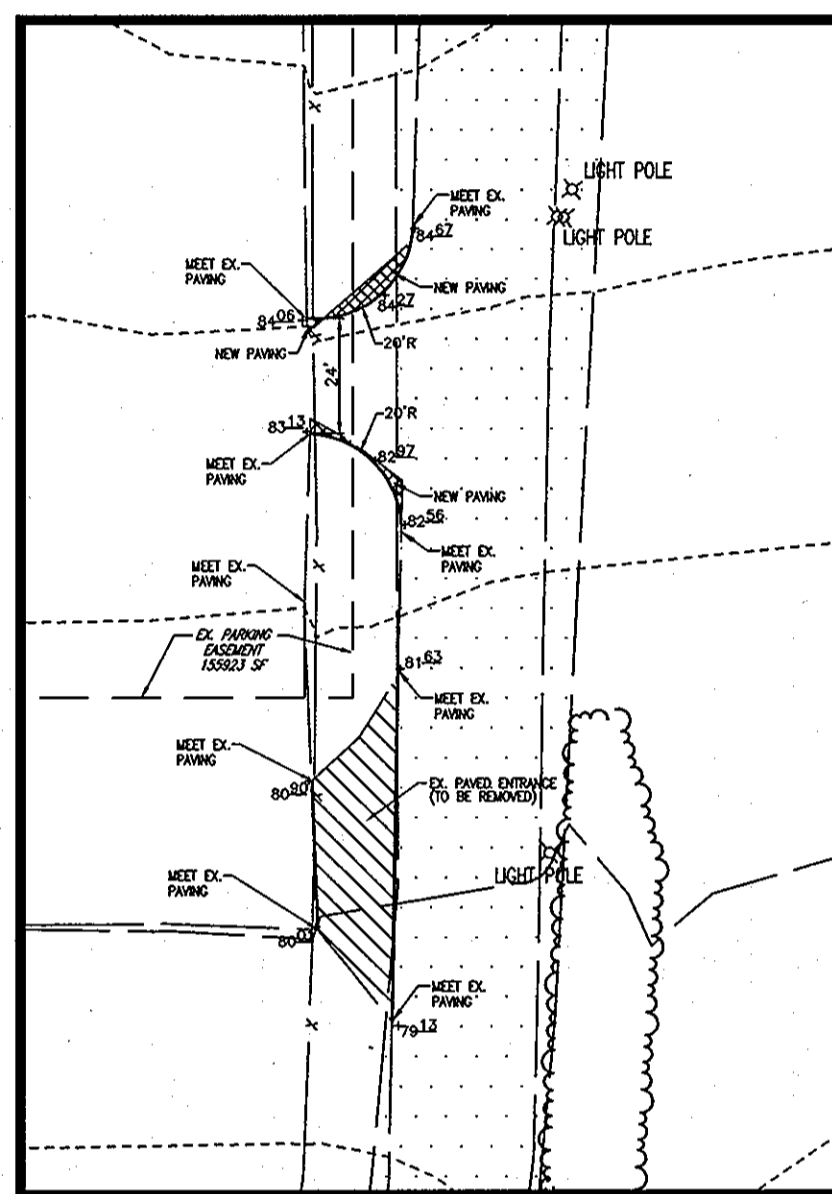 LIGHT POLE
MEET EX.
PAVING
LIGHT POLE
84 67
MEET EX.
PAVING
NEW PAVING
84 27
84 06
20'R
NEW PAVING
24'
20'R
83 13
82 97
MEET EX.
PAVING
NEW PAVING
82 56
MEET EX.
PAVING
MEET EX.
PAVING
EX. PARKING
EASEMENT
155923 SF
81 63
MEET EX.
PAVING
MEET EX.
PAVING
80 90
EX. PAVED ENTRANCE
(TO BE REMOVED)
MEET EX.
PAVING
LIGHT POLE
80 03
MEET EX.
PAVING
79 13